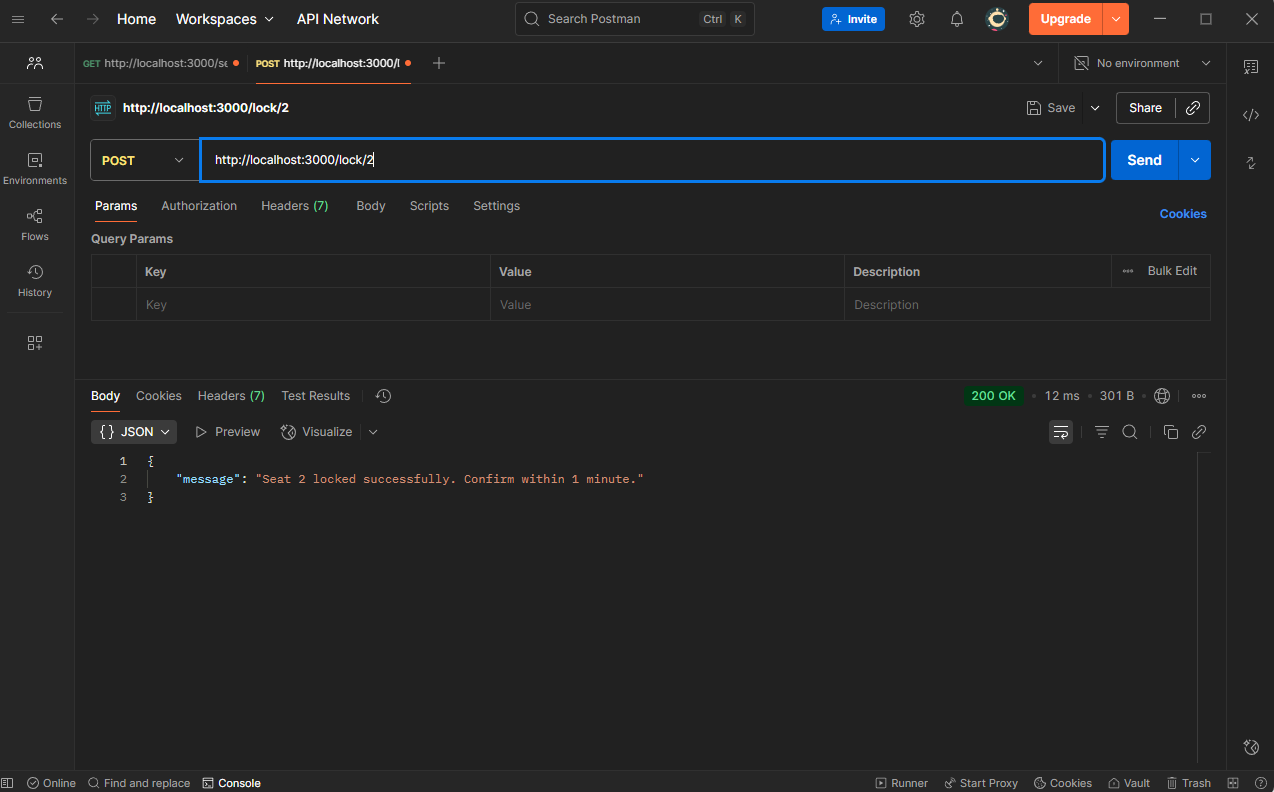 Home Workspaces API Network Search Postman Ctrl K Invite Upgrade
GET http://localhost:3000/se POST http://localhost:3000/l No environment
HTTP http://localhost:3000/lock/2 Save Share
POST http://localhost:3000/lock/2 Send
Params Authorization Headers (7) Body Scripts Settings Cookies
Query Params
Key Value Description Bulk Edit
Key Value Description
Collections
Environments
Flows
History
Body Cookies Headers (7) Test Results 200 OK 12 ms 301 B
{ } JSON Preview Visualize
1 {
2 "message": "Seat 2 locked successfully. Confirm within 1 minute."
3 }
Online Find and replace Console Runner Start Proxy Cookies Vault Trash